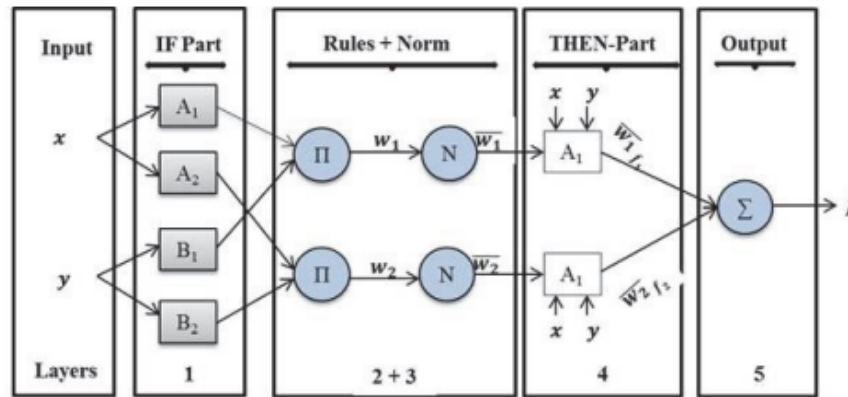 Input
IF Part
Rules + Norm
THEN-Part
Output
x y
A₁
x
Π w₁ N w̅₁ A₁ w̅₁ f₁
A₂
Σ
B₁
y
Π w₂ N w̅₂ A₁ w̅₂ f₂
B₂
x y
Layers
1
2 + 3
4
5